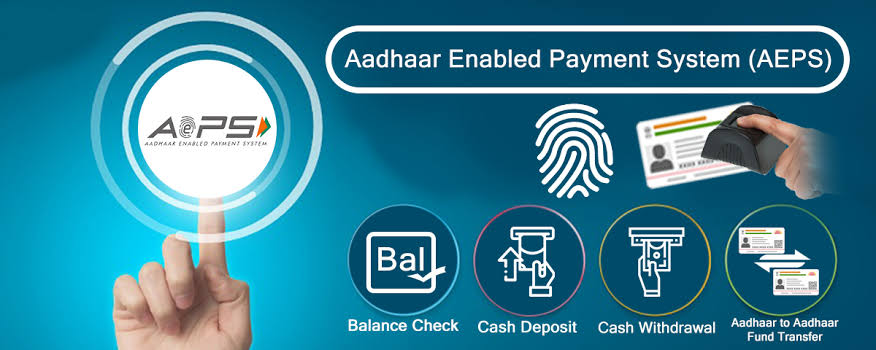 Aadhaar Enabled Payment System (AEPS)
AePS
AADHAAR ENABLED PAYMENT SYSTEM
Bal
Balance Check
Cash Deposit
Cash Withdrawal
Aadhaar to Aadhaar
Fund Transfer